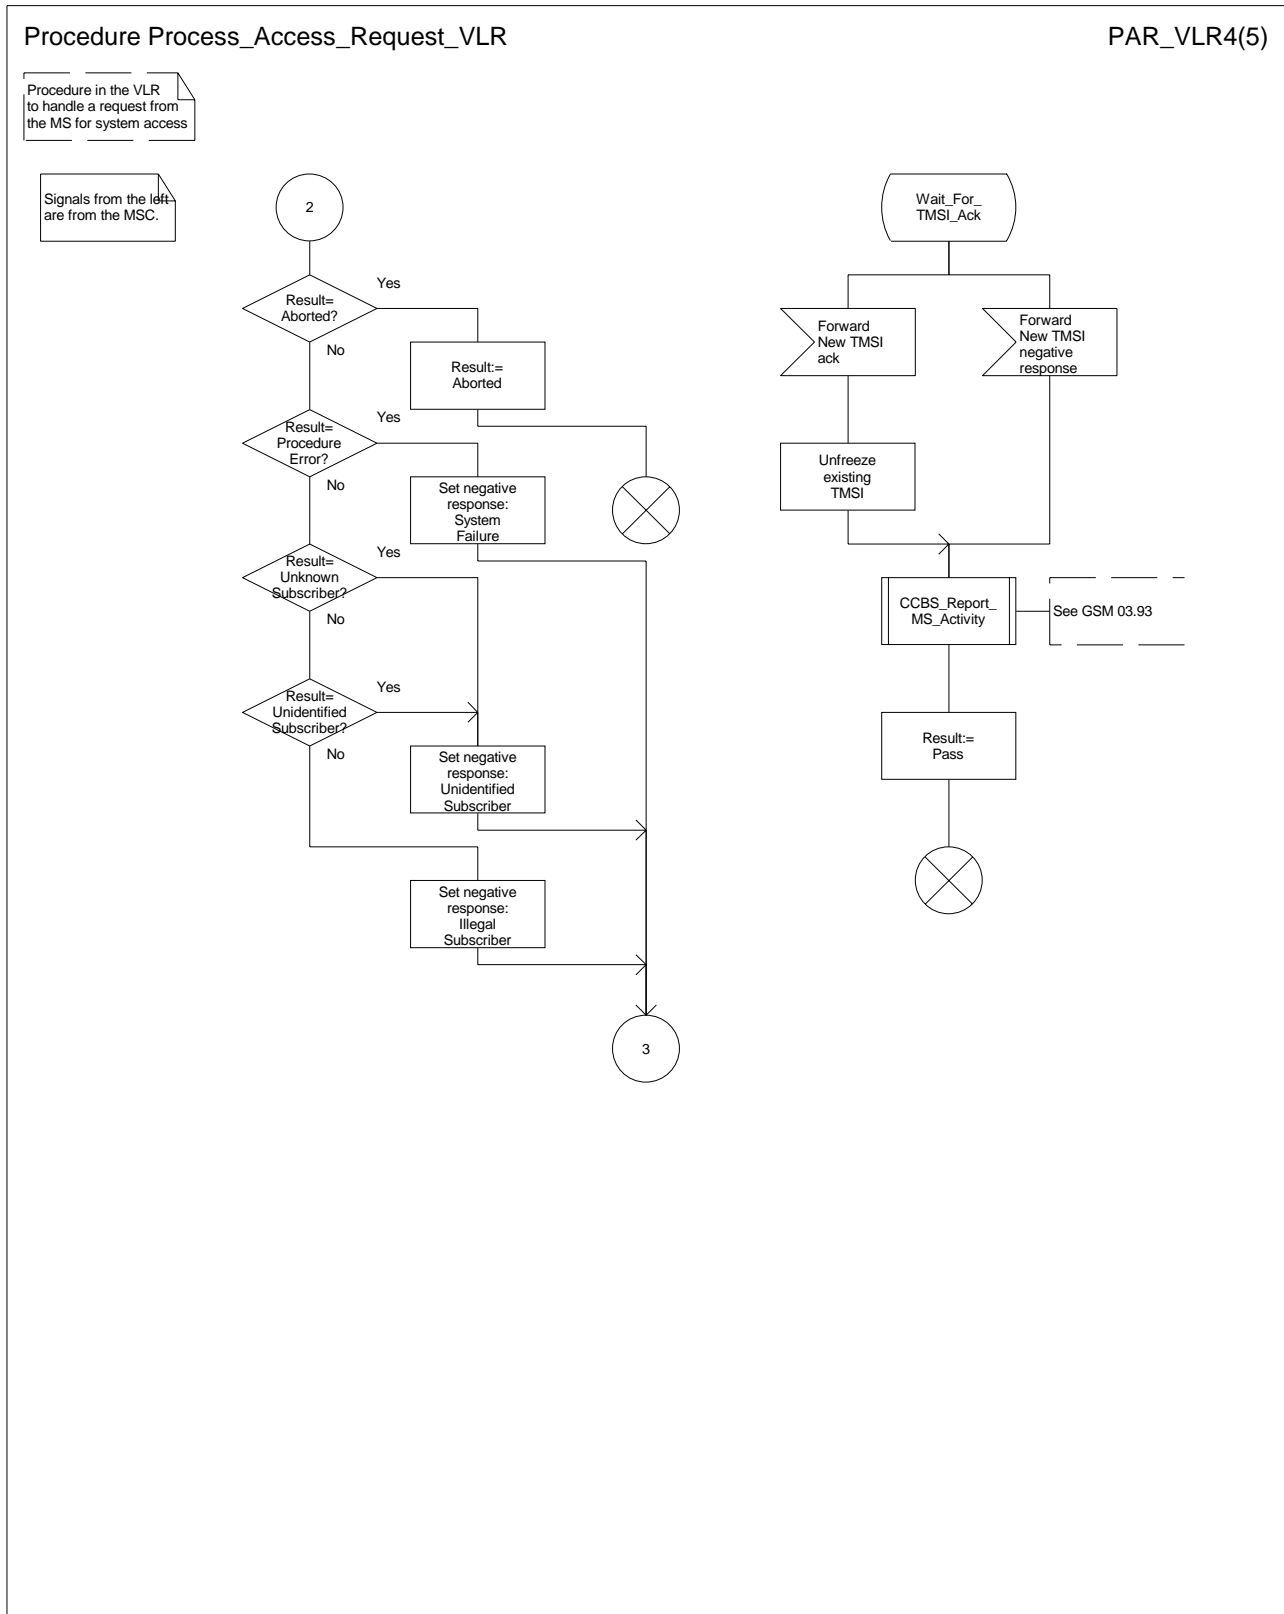 Procedure Process_Access_Request_VLR
PAR_VLR4(5)
Procedure in the VLR
to handle a request from
the MS for system access
Signals from the left
are from the MSC.
2
Result=
Aborted?
Yes
No
Result:=
Aborted
Result=
Procedure
Error?
Yes
No
Set negative
response:
System
Failure
Result=
Unknown
Subscriber?
Yes
No
Result=
Unidentified
Subscriber?
Yes
No
Set negative
response:
Unidentified
Subscriber
Set negative
response:
Illegal
Subscriber
3
Wait_For_
TMSI_Ack
Forward
New TMSI
ack
Forward
New TMSI
negative
response
Unfreeze
existing
TMSI
CCBS_Report_
MS_Activity
See GSM 03.93
Result:=
Pass